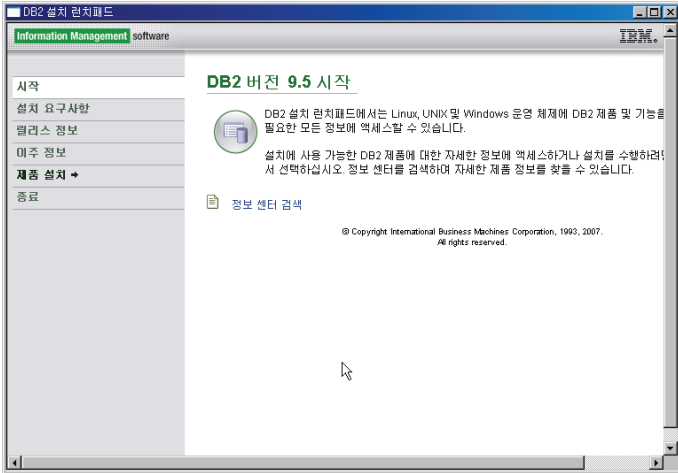 DB2 설치 런치패드
Information Management software
IBM.
시작
설치 요구사항
릴리스 정보
이주 정보
제품 설치
종료
DB2 버전 9.5 시작
DB2 설치 런치패드에서는 Linux, UNIX 및 Windows 운영 체제에 DB2 제품 및 기능을
필요한 모든 정보에 액세스할 수 있습니다.
설치에 사용 가능한 DB2 제품에 대한 자세한 정보에 액세스하거나 설치를 수행하려면
서 선택하십시오. 정보 센터를 검색하여 자세한 제품 정보를 찾을 수 있습니다.
정보 센터 검색
© Copyright International Business Machines Corporation, 1993, 2007.
All rights reserved.